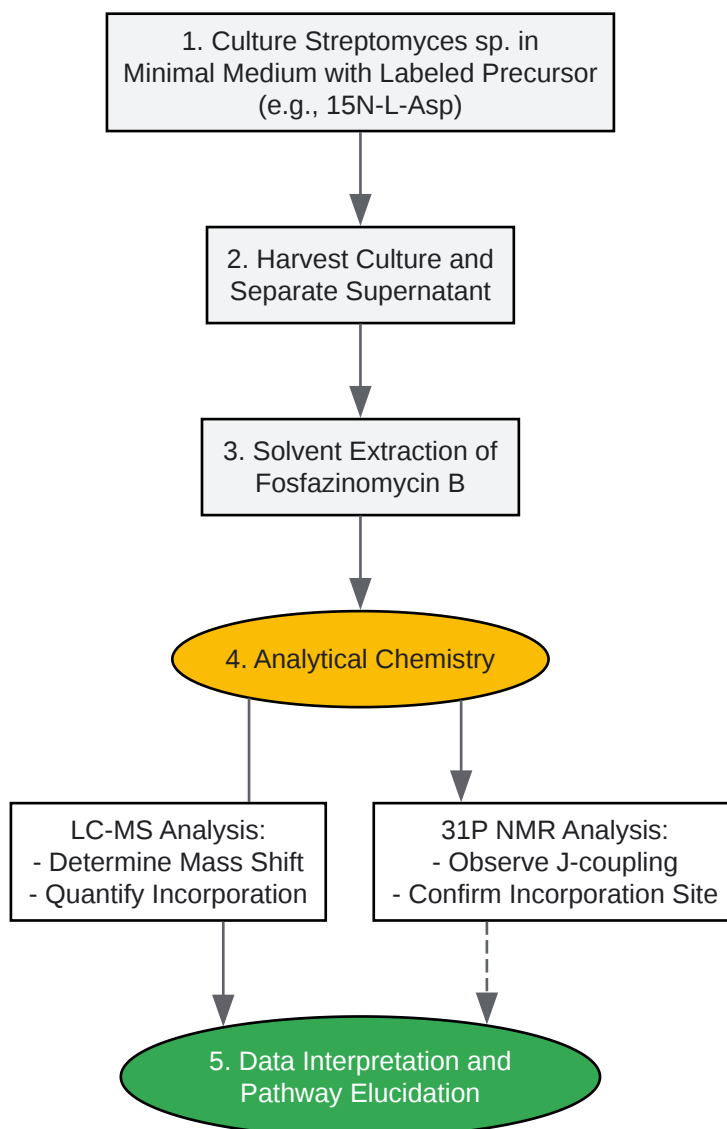 1. Culture Streptomyces sp. in
Minimal Medium with Labeled Precursor
(e.g., 15N-L-Asp)
2. Harvest Culture and
Separate Supernatant
3. Solvent Extraction of
Fosfazinomycin B
4. Analytical Chemistry
LC-MS Analysis:
- Determine Mass Shift
- Quantify Incorporation
31P NMR Analysis:
- Observe J-coupling
- Confirm Incorporation Site
5. Data Interpretation and
Pathway Elucidation